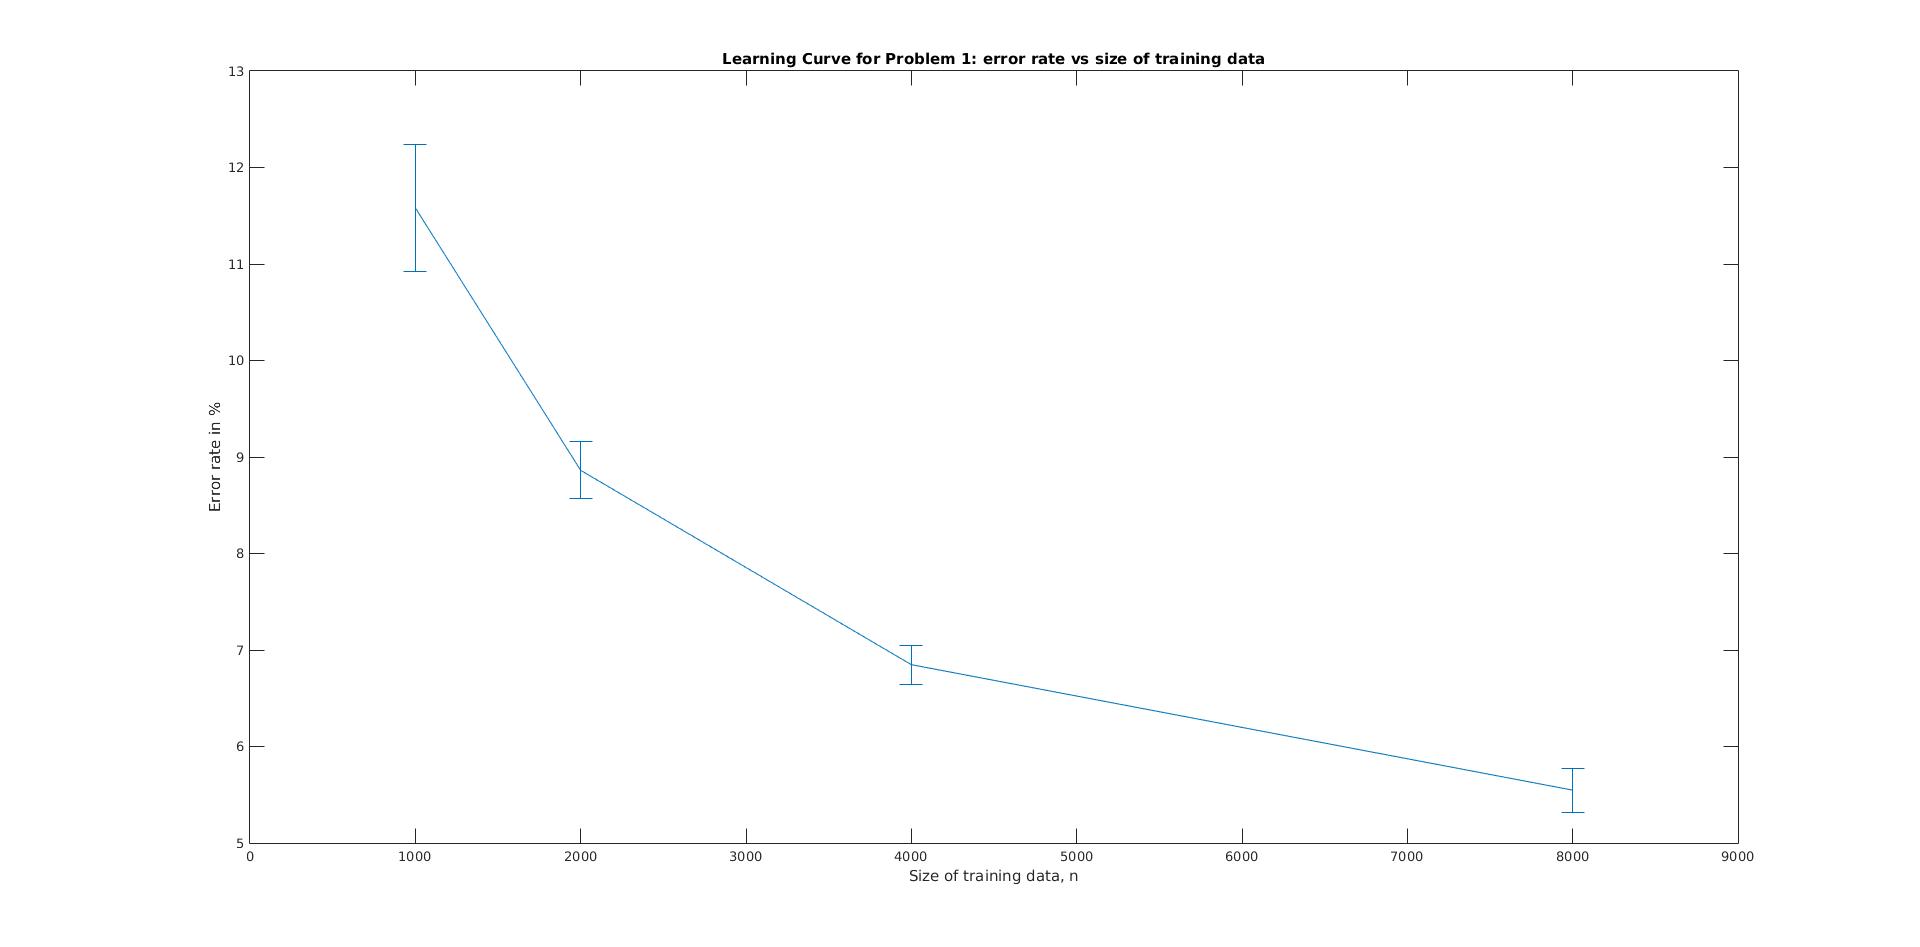 Learning Curve for Problem 1: error rate vs size of training data
13
12
11
10
9
8
7
6
5
Error rate in %
0 1000 2000 3000 4000 5000 6000 7000 8000 9000
Size of training data, n